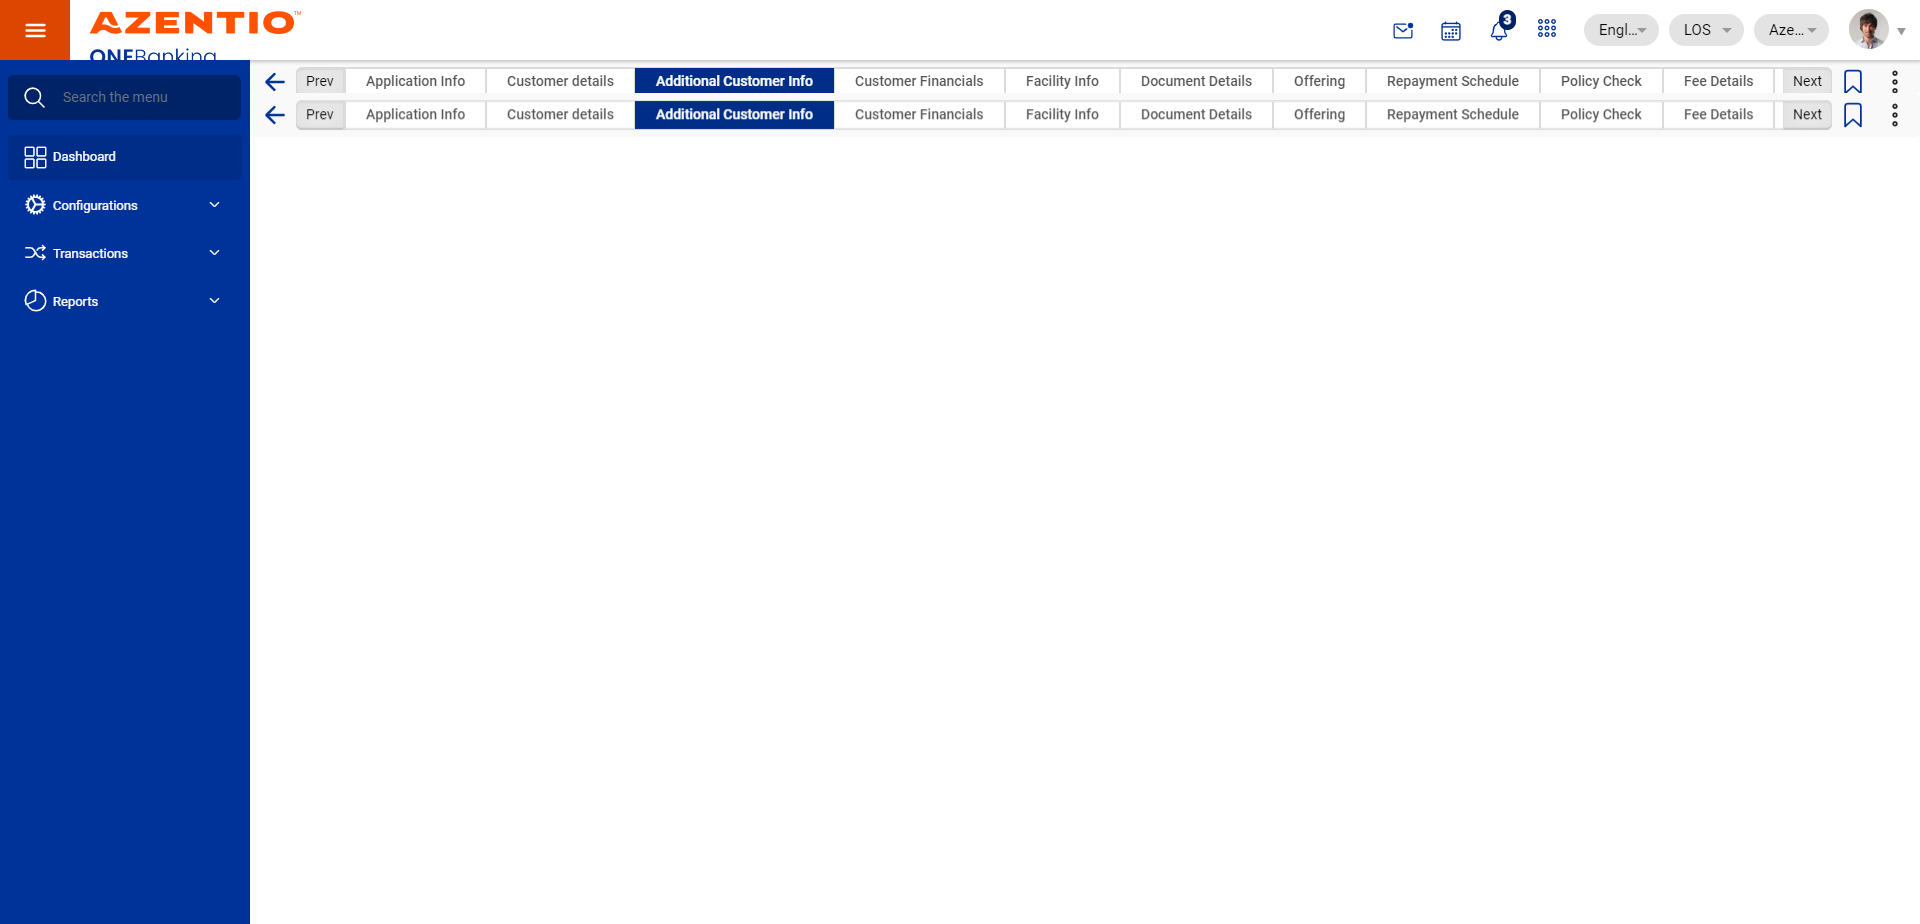 AZENTIO™
ONEBanking
3
Engl...
LOS
Aze...
Search the menu
Dashboard
Configurations
Transactions
Reports
Prev Application Info Customer details Additional Customer Info Customer Financials Facility Info Document Details Offering Repayment Schedule Policy Check Fee Details Next
Prev Application Info Customer details Additional Customer Info Customer Financials Facility Info Document Details Offering Repayment Schedule Policy Check Fee Details Next